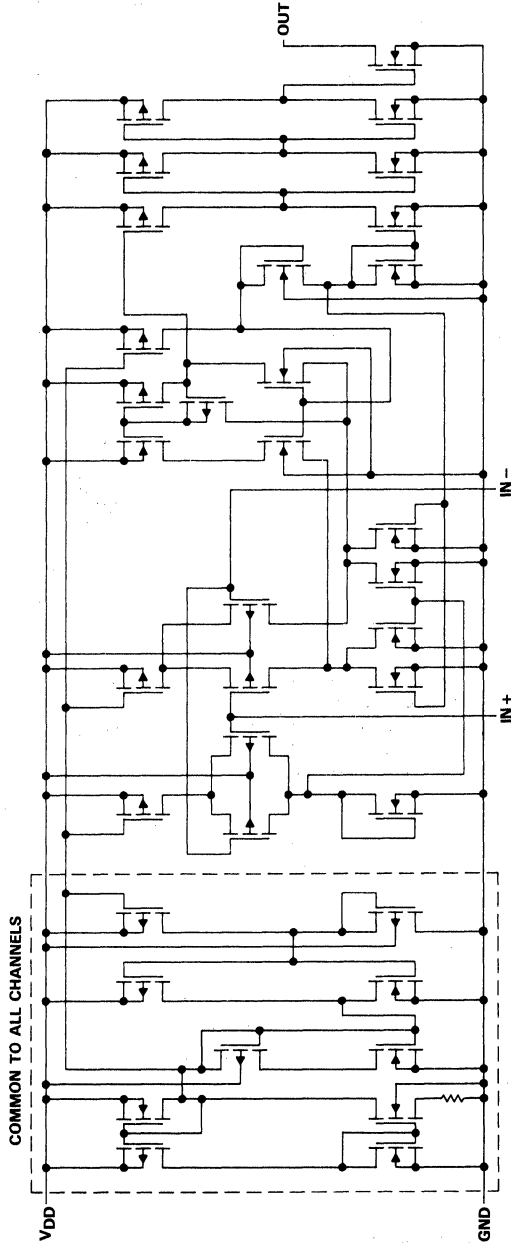 COMMON TO ALL CHANNELS
VDD
GND
IN+
IN−
OUT